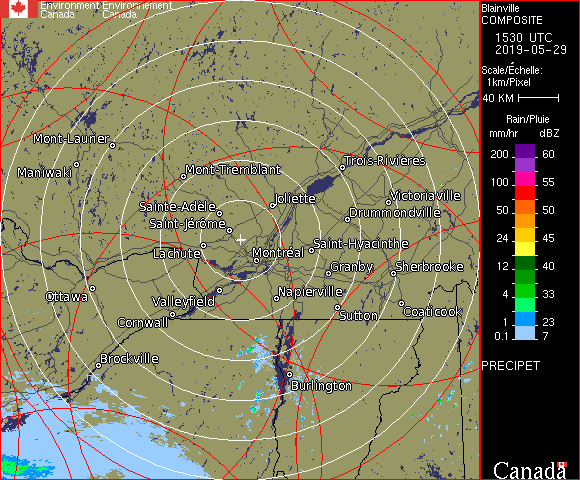 Environment Environnement
Canada Canada
Blainville
COMPOSITE
1530 UTC
2019-05-29
Scale/Échelle:
1km/Pixel
40 KM
Rain/Pluie
mm/hr dBZ
200 60
100 55
50 50
24 45
12 40
4 33
1 23
0.1 7
PRECIPET
Mont-Laurier
Maniwaki
Mont-Tremblant
Trois-Rivières
Joliette
Victoriaville
Sainte-Adèle
Drummondville
Saint-Jérôme
Saint-Hyacinthe
Lachute
Montréal
Granby
Sherbrooke
Ottawa
Napierville
Valleyfield
Coaticook
Sutton
Cornwall
Brockville
Burlington
Canada